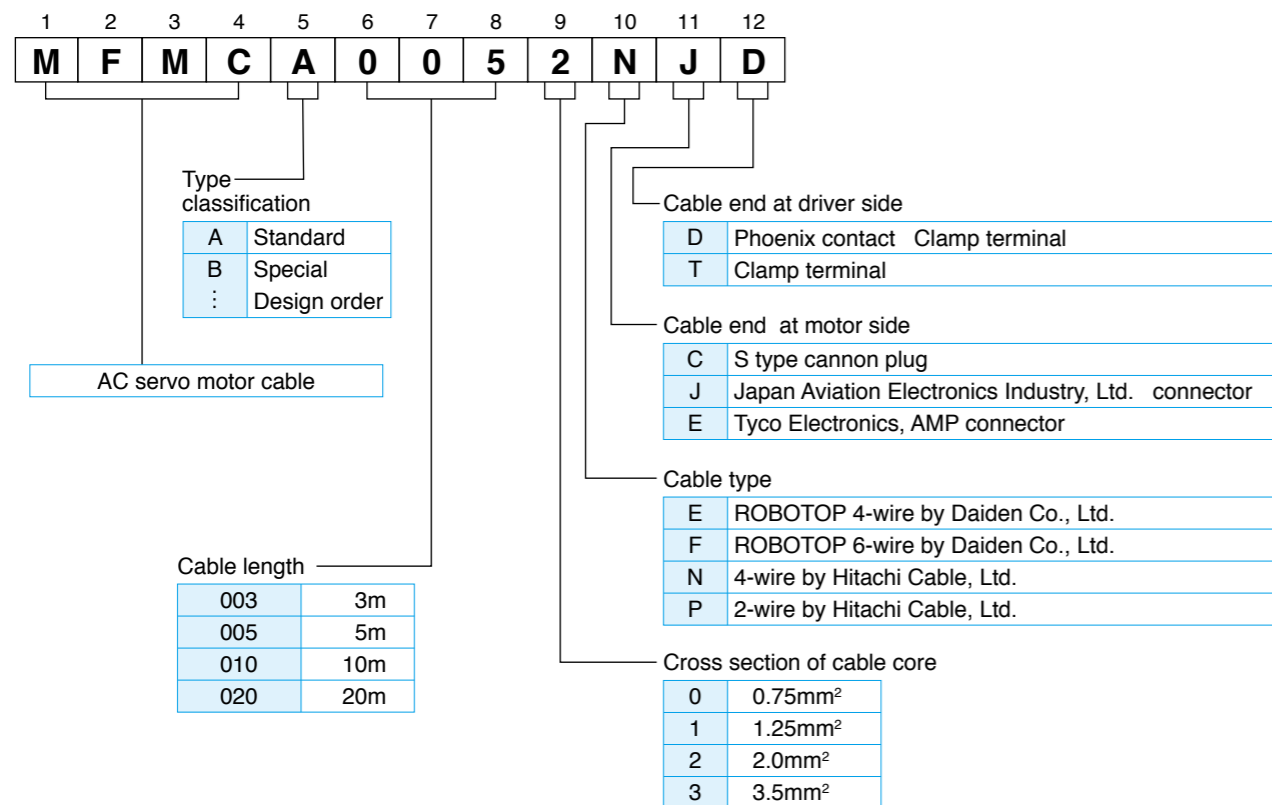 1 2 3 4 5 6 7 8 9 10 11 12
M F M C A 0 0 5 2 N J D
Type
classification
A Standard
B Special
⋮ Design order
AC servo motor cable
Cable length
003 3m
005 5m
010 10m
020 20m
Cable end at driver side
D Phoenix contact Clamp terminal
T Clamp terminal
Cable end at motor side
C S type cannon plug
J Japan Aviation Electronics Industry, Ltd. connector
E Tyco Electronics, AMP connector
Cable type
E ROBOTOP 4-wire by Daiden Co., Ltd.
F ROBOTOP 6-wire by Daiden Co., Ltd.
N 4-wire by Hitachi Cable, Ltd.
P 2-wire by Hitachi Cable, Ltd.
Cross section of cable core
0 0.75mm²
1 1.25mm²
2 2.0mm²
3 3.5mm²